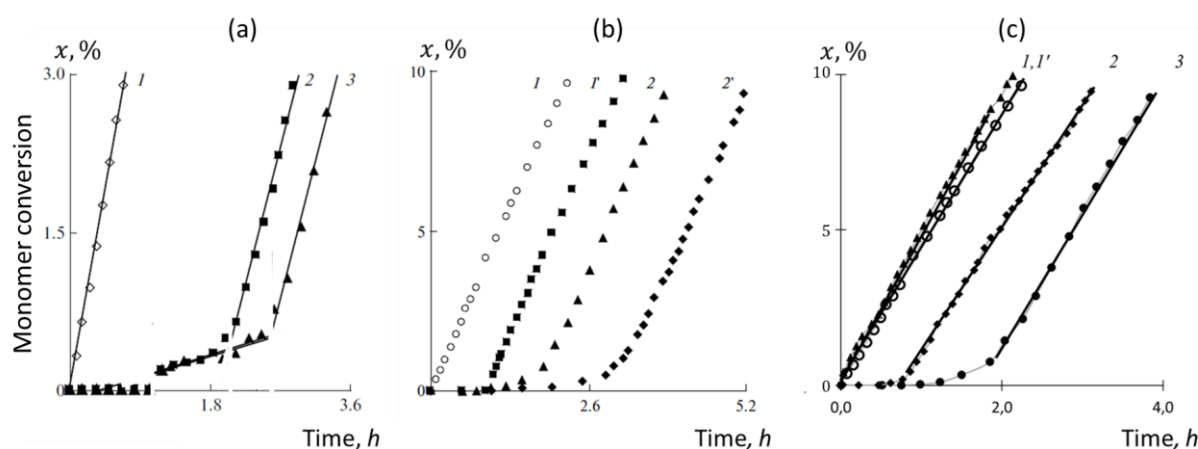 (a)
(b)
(c)
x, %
x, %
x, %
3.0
1
2
3
10
1
1'
2
2'
10
1,1'
2
3
Monomer conversion
1.5
5
5
0
1.8
3.6
0
2.6
5.2
0
0,0
2,0
4,0
Time, h
Time, h
Time, h